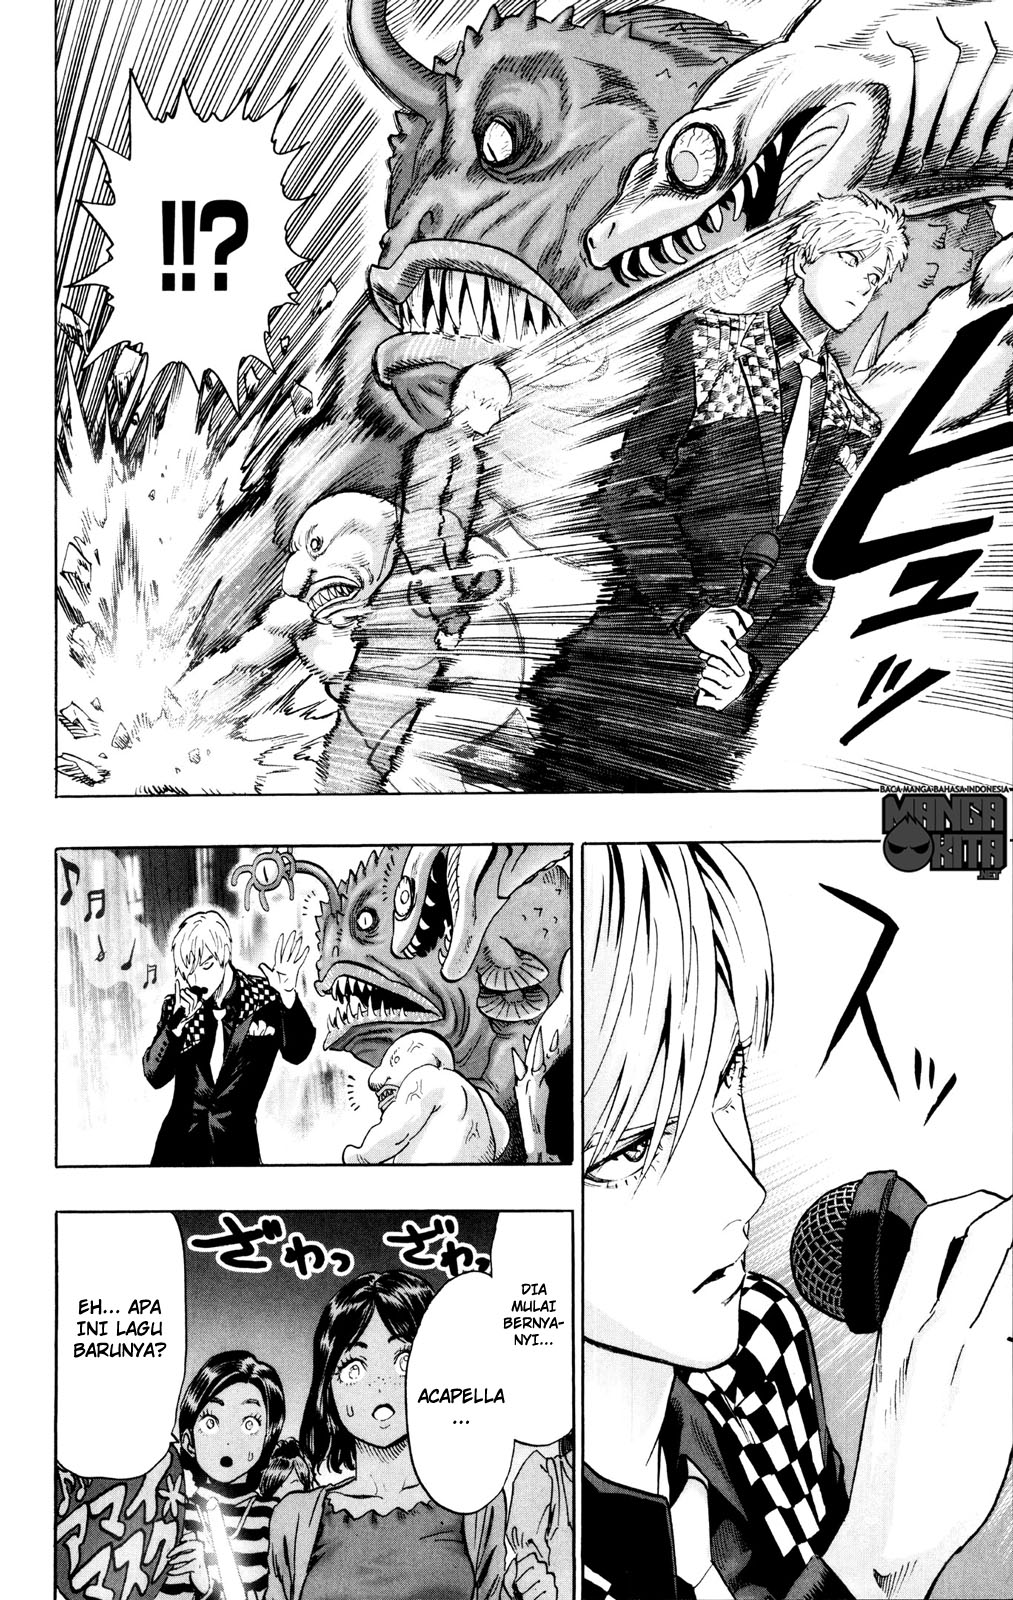 !!?
ピュッ
BACA MANGA BAHASA INDONESIA
MANGA
KITA
.NET
スッ
ざわっ
ざわっ
DIA
MULAI
BERNYA-
NYI...
ACAPELLA
...
EH... APA
INI LAGU
BARUNYA?
アマイ*
マスク